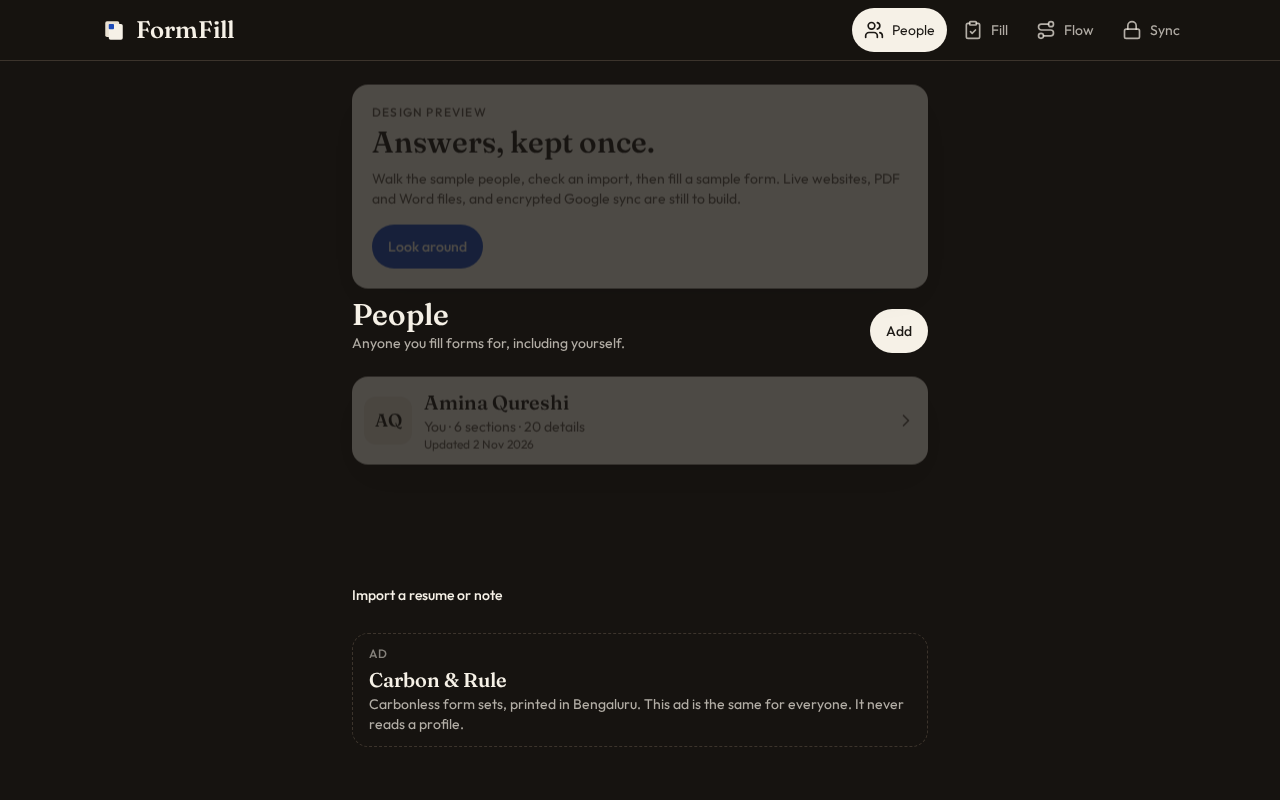 FormFill
People
Fill
Flow
Sync
DESIGN PREVIEW
Answers, kept once.
Walk the sample people, check an import, then fill a sample form. Live websites, PDF
and Word files, and encrypted Google sync are still to build.
Look around
People
Anyone you fill forms for, including yourself.
Add
AQ
Amina Qureshi
You · 6 sections · 20 details
Updated 2 Nov 2026
Import a resume or note
AD
Carbon & Rule
Carbonless form sets, printed in Bengaluru. This ad is the same for everyone. It never
reads a profile.